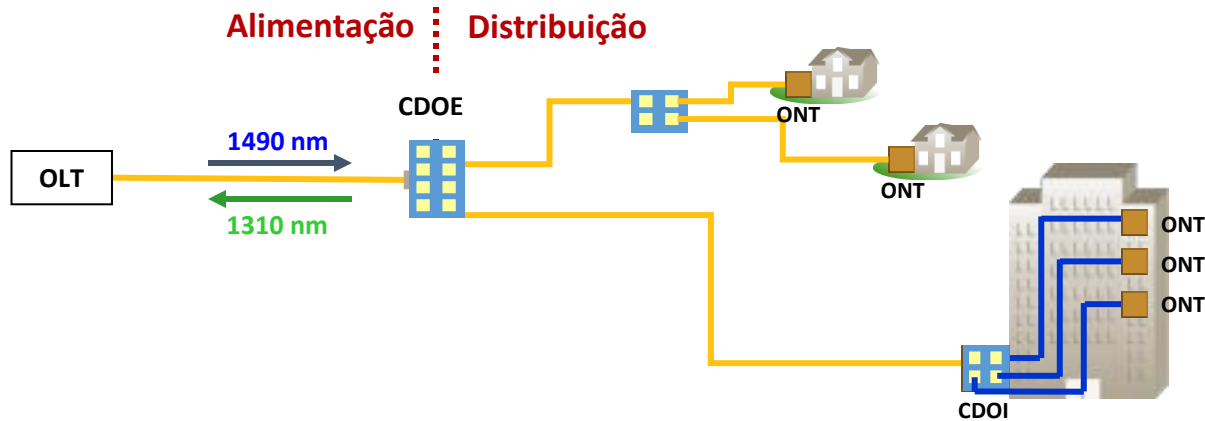 Alimentação
Distribuição
CDOE
1490 nm
OLT
1310 nm
ONT
ONT
ONT
ONT
ONT
CDOI